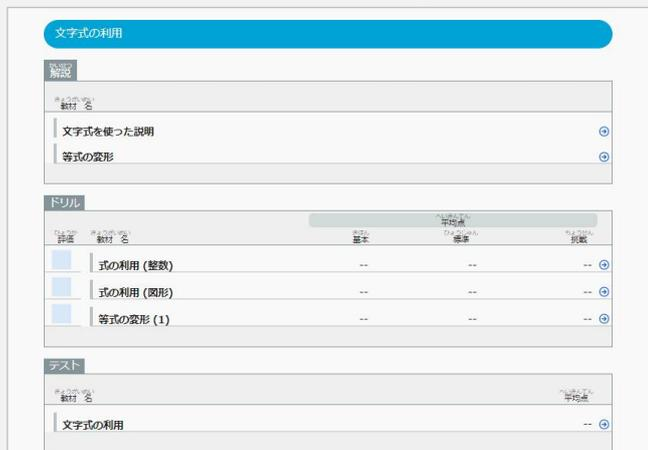 文字式の利用
かいせつ
解説
きょうざいめい
教材 名
文字式を使った説明
等式の変形
ドリル
へいきんてん
平均点
ひょうか きょうざいめい きほん ひょうじゅん ちょうせん
評価 教材 名 基本 標準 挑戦
式の利用 (整数) -- -- --
式の利用 (図形) -- -- --
等式の変形 (1) -- -- --
テスト
きょうざいめい へいきんてん
教材 名 平均点
文字式の利用 --